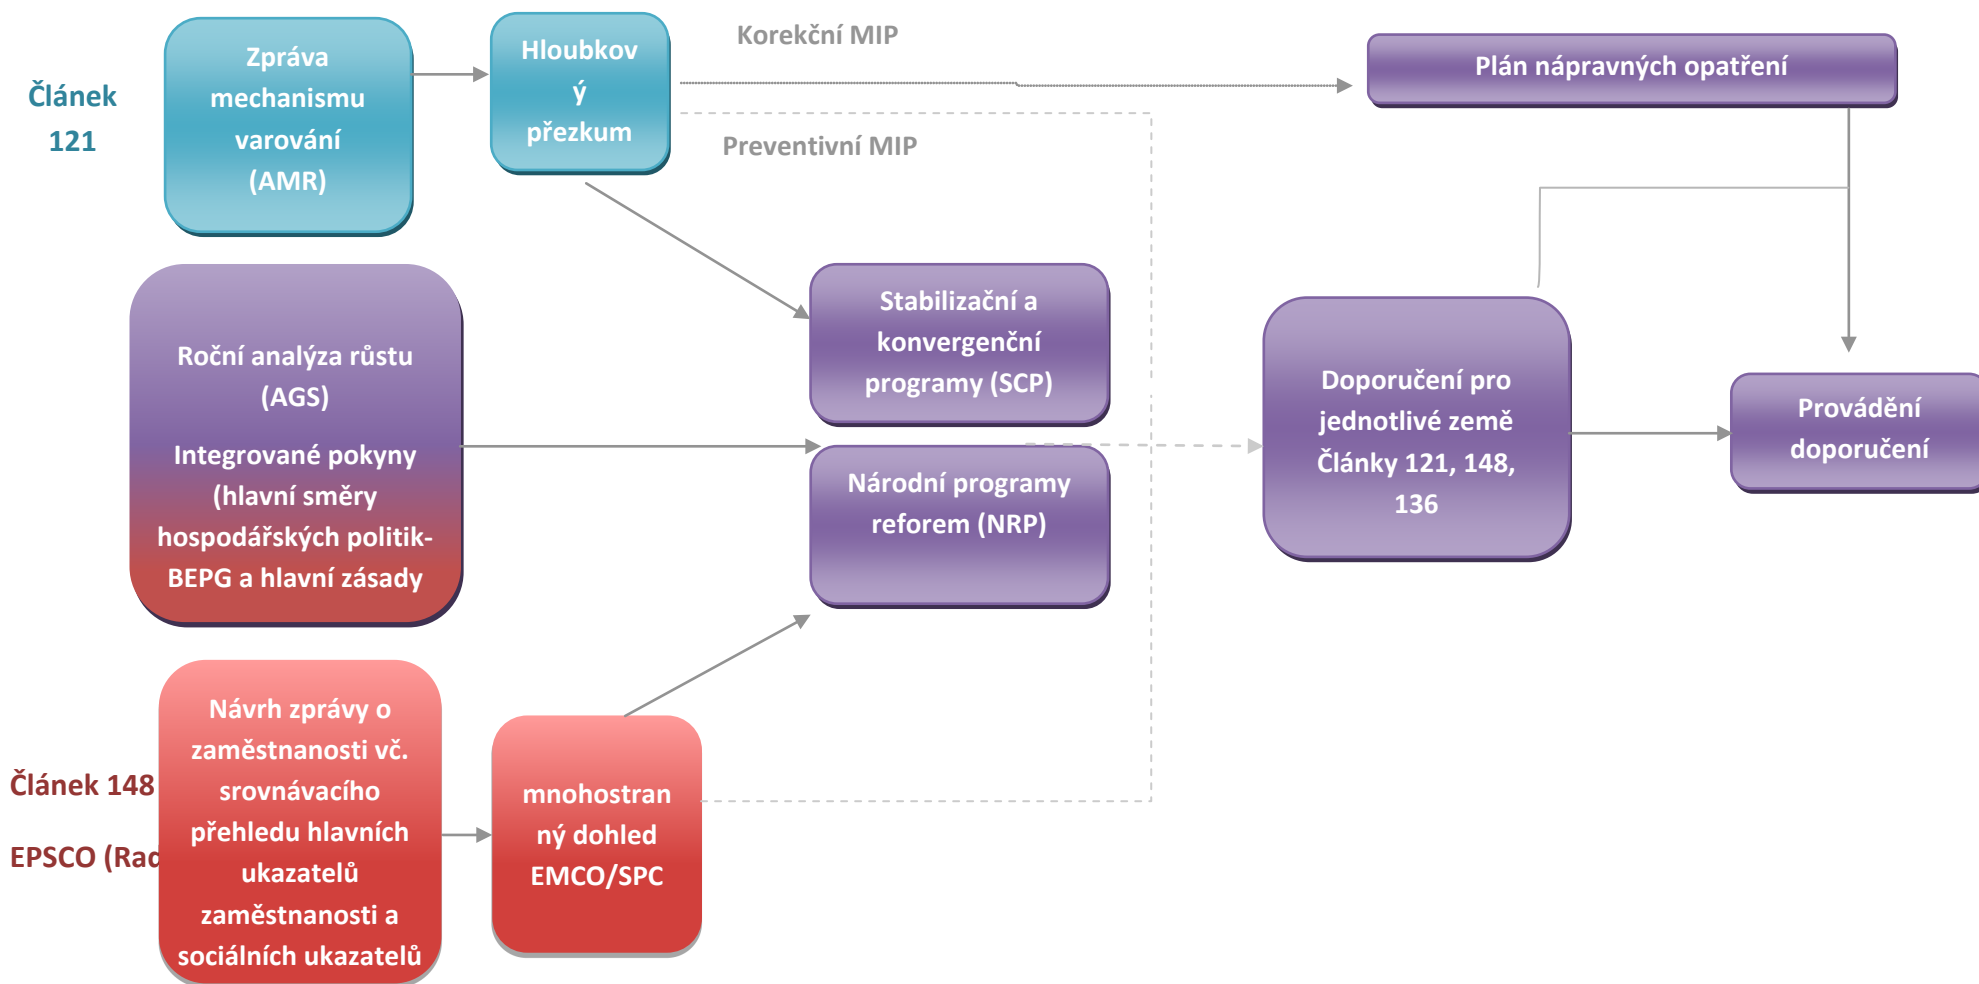 Článek
121
Zpráva
mechanismu
varování
(AMR)
Hloubkov
ý
přezkum
Korekční MIP
Preventivní MIP
Plán nápravných opatření
Roční analýza růstu
(AGS)
Integrované pokyny
(hlavní směry
hospodářských politik-
BEPG a hlavní zásady
Stabilizační a
konvergenční
programy (SCP)
Národní programy
reforem (NRP)
Doporučení pro
jednotlivé země
Články 121, 148,
136
Provádění
doporučení
Článek 148
EPSCO (Rad
Návrh zprávy o
zaměstnanosti vč.
srovnávacího
přehledu hlavních
ukazatelů
zaměstnanosti a
sociálních ukazatelů
mnohostran
ný dohled
EMCO/SPC